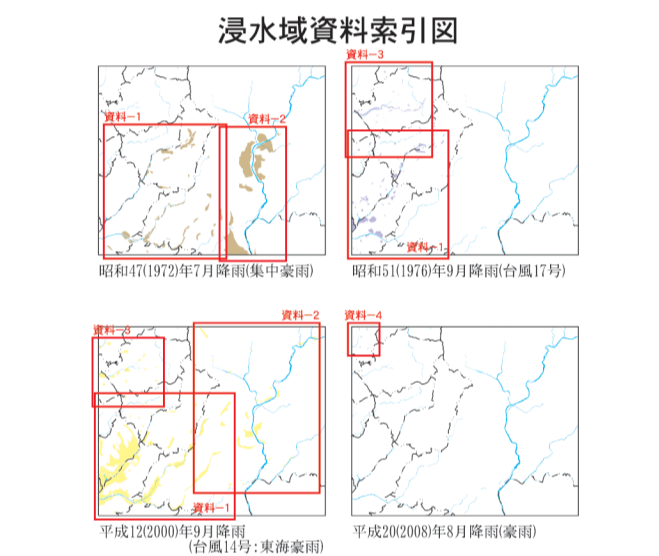 浸水域資料索引図
資料-3
資料-1
資料-2
資料-1
昭和47(1972)年7月降雨(集中豪雨)
昭和51(1976)年9月降雨(台風17号)
資料-3
資料-2
資料-4
資料-1
平成12(2000)年9月降雨
(台風14号:東海豪雨)
平成20(2008)年8月降雨(豪雨)